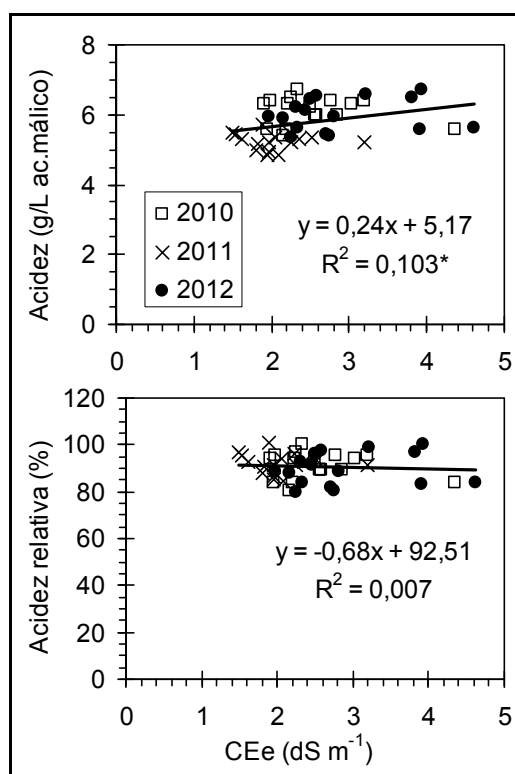 8
6
4
2
0
Acidez (g/L ac.málico)
2010
2011
2012
y = 0,24x + 5,17
R² = 0,103*
0 1 2 3 4 5
120
100
80
60
40
20
0
Acidez relativa (%)
y = -0,68x + 92,51
R² = 0,007
0 1 2 3 4 5
CEe (dS m⁻¹)